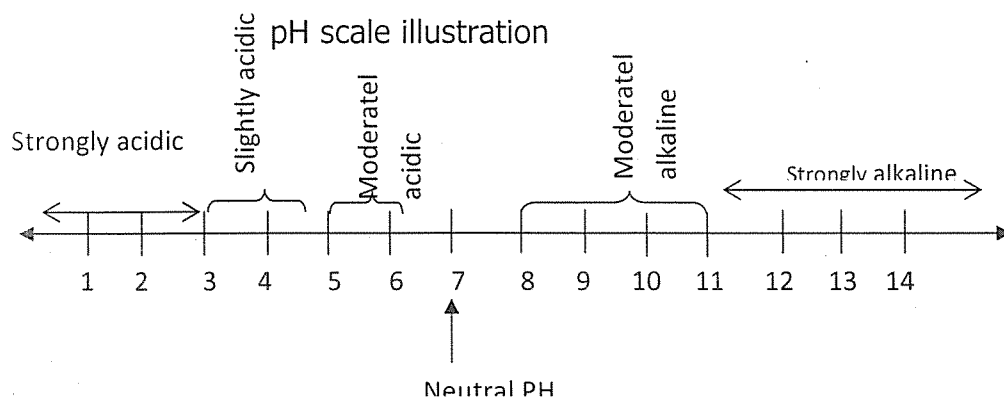 pH scale illustration
Strongly acidic
Slightly acidic
Moderatel
acidic
Moderatel
alkaline
Strongly alkaline
1 2 3 4 5 6 7 8 9 10 11 12 13 14
Neutral PH